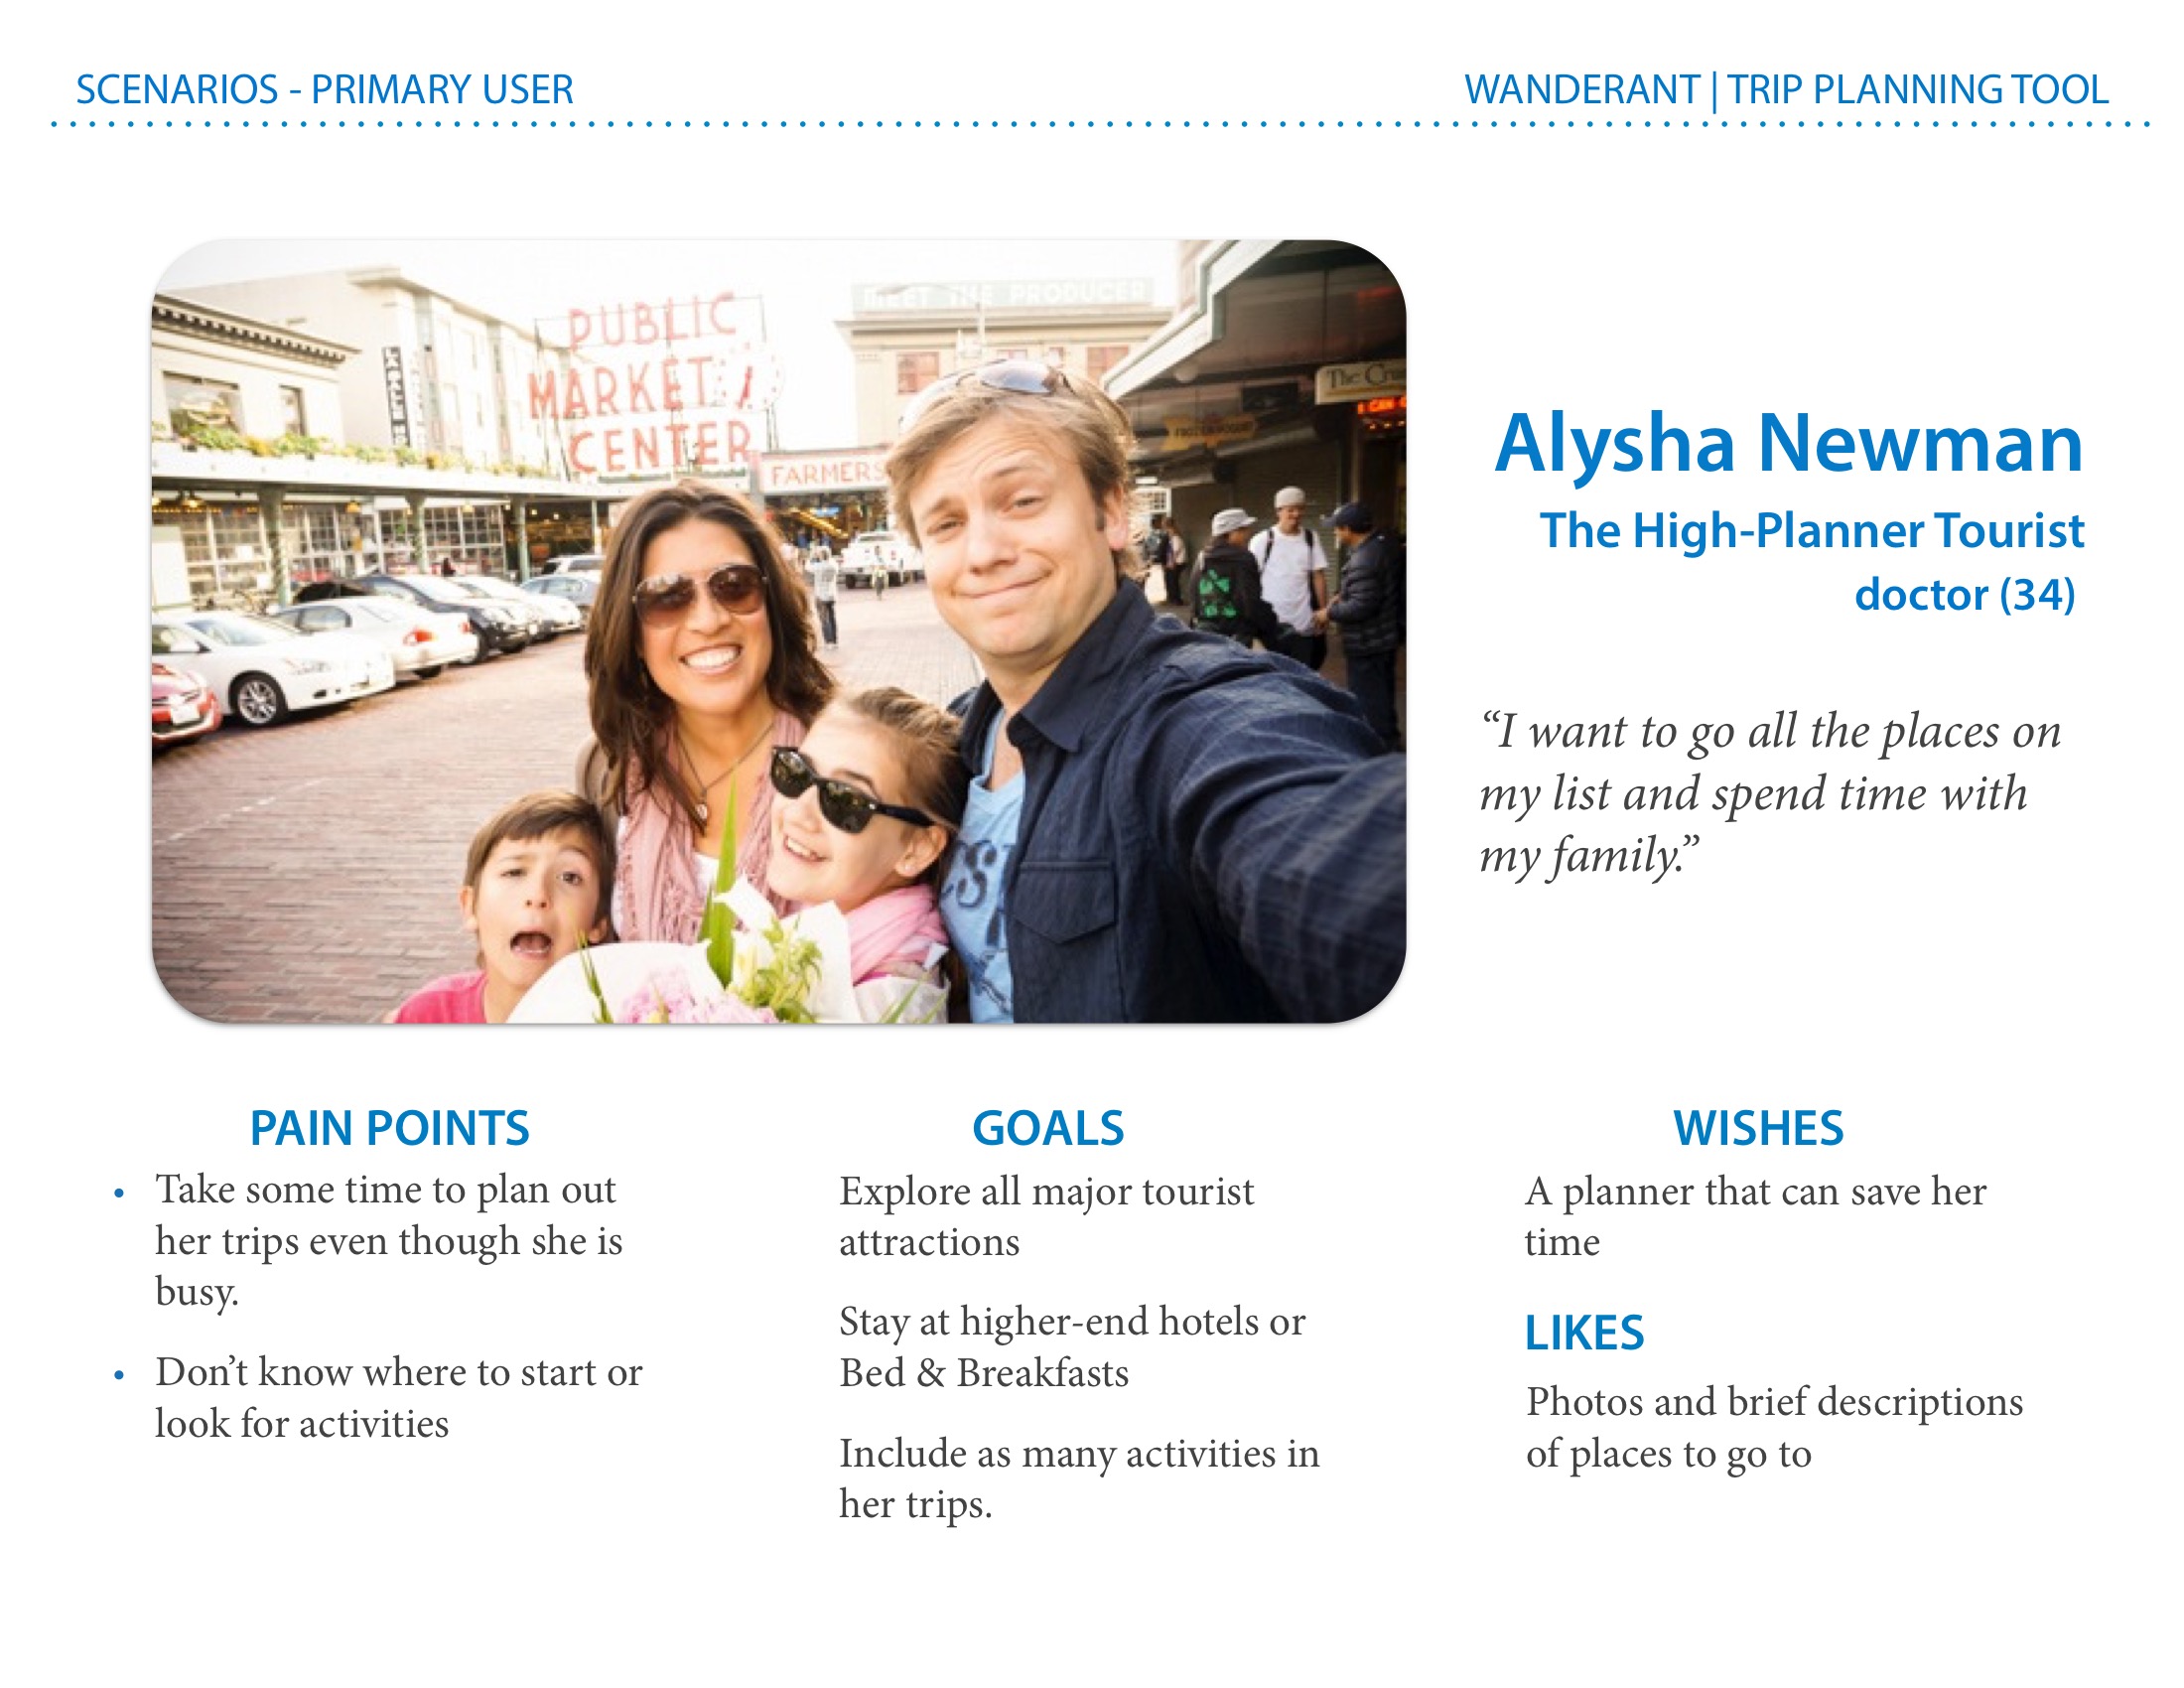 SCENARIOS - PRIMARY USER
WANDERANT | TRIP PLANNING TOOL
PUBLIC
MARKET
CENTER
MEET THE PRODUCER
FARMERS
The
Alysha Newman
The High-Planner Tourist
doctor (34)
“I want to go all the places on
my list and spend time with
my family.”
PAIN POINTS
• Take some time to plan out
her trips even though she is
busy.
• Don’t know where to start or
look for activities
GOALS
Explore all major tourist
attractions
Stay at higher-end hotels or
Bed & Breakfasts
Include as many activities in
her trips.
WISHES
A planner that can save her
time
LIKES
Photos and brief descriptions
of places to go to